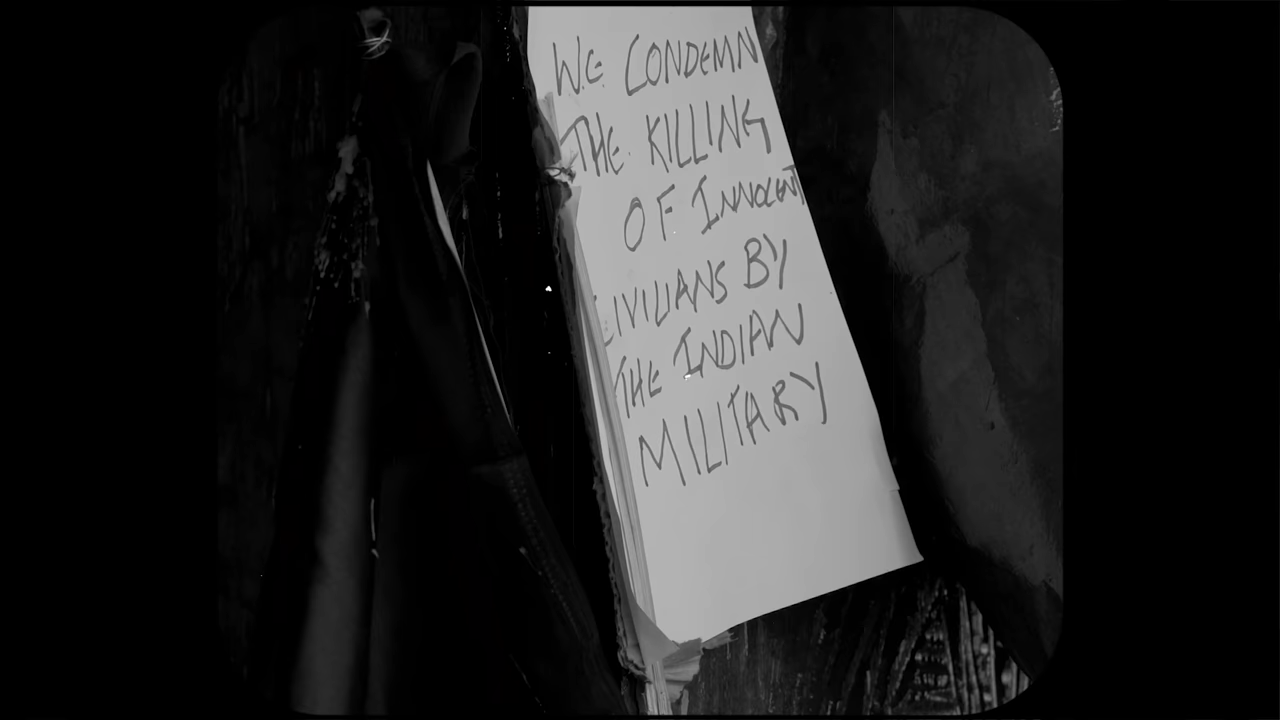 WE CONDEMN
THE KILLING
OF INNOCENT
CIVILIANS BY
THE INDIAN
MILITARY